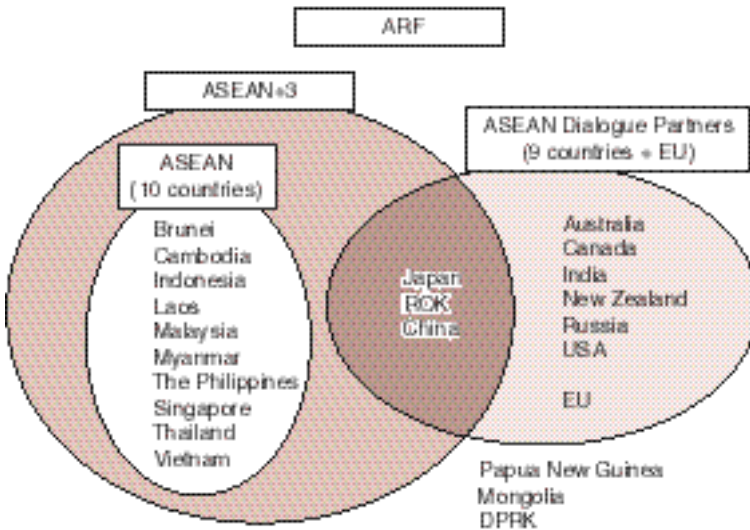 ARF
ASEAN+3
ASEAN Dialogue Partners
(9 countries + EU)
ASEAN
(10 countries)
Brunei
Cambodia
Indonesia
Laos
Malaysia
Myanmar
The Philippines
Singapore
Thailand
Vietnam
Japan
ROK
China
Australia
Canada
India
New Zealand
Russia
USA
EU
Papua New Guinea
Mongolia
DPRK